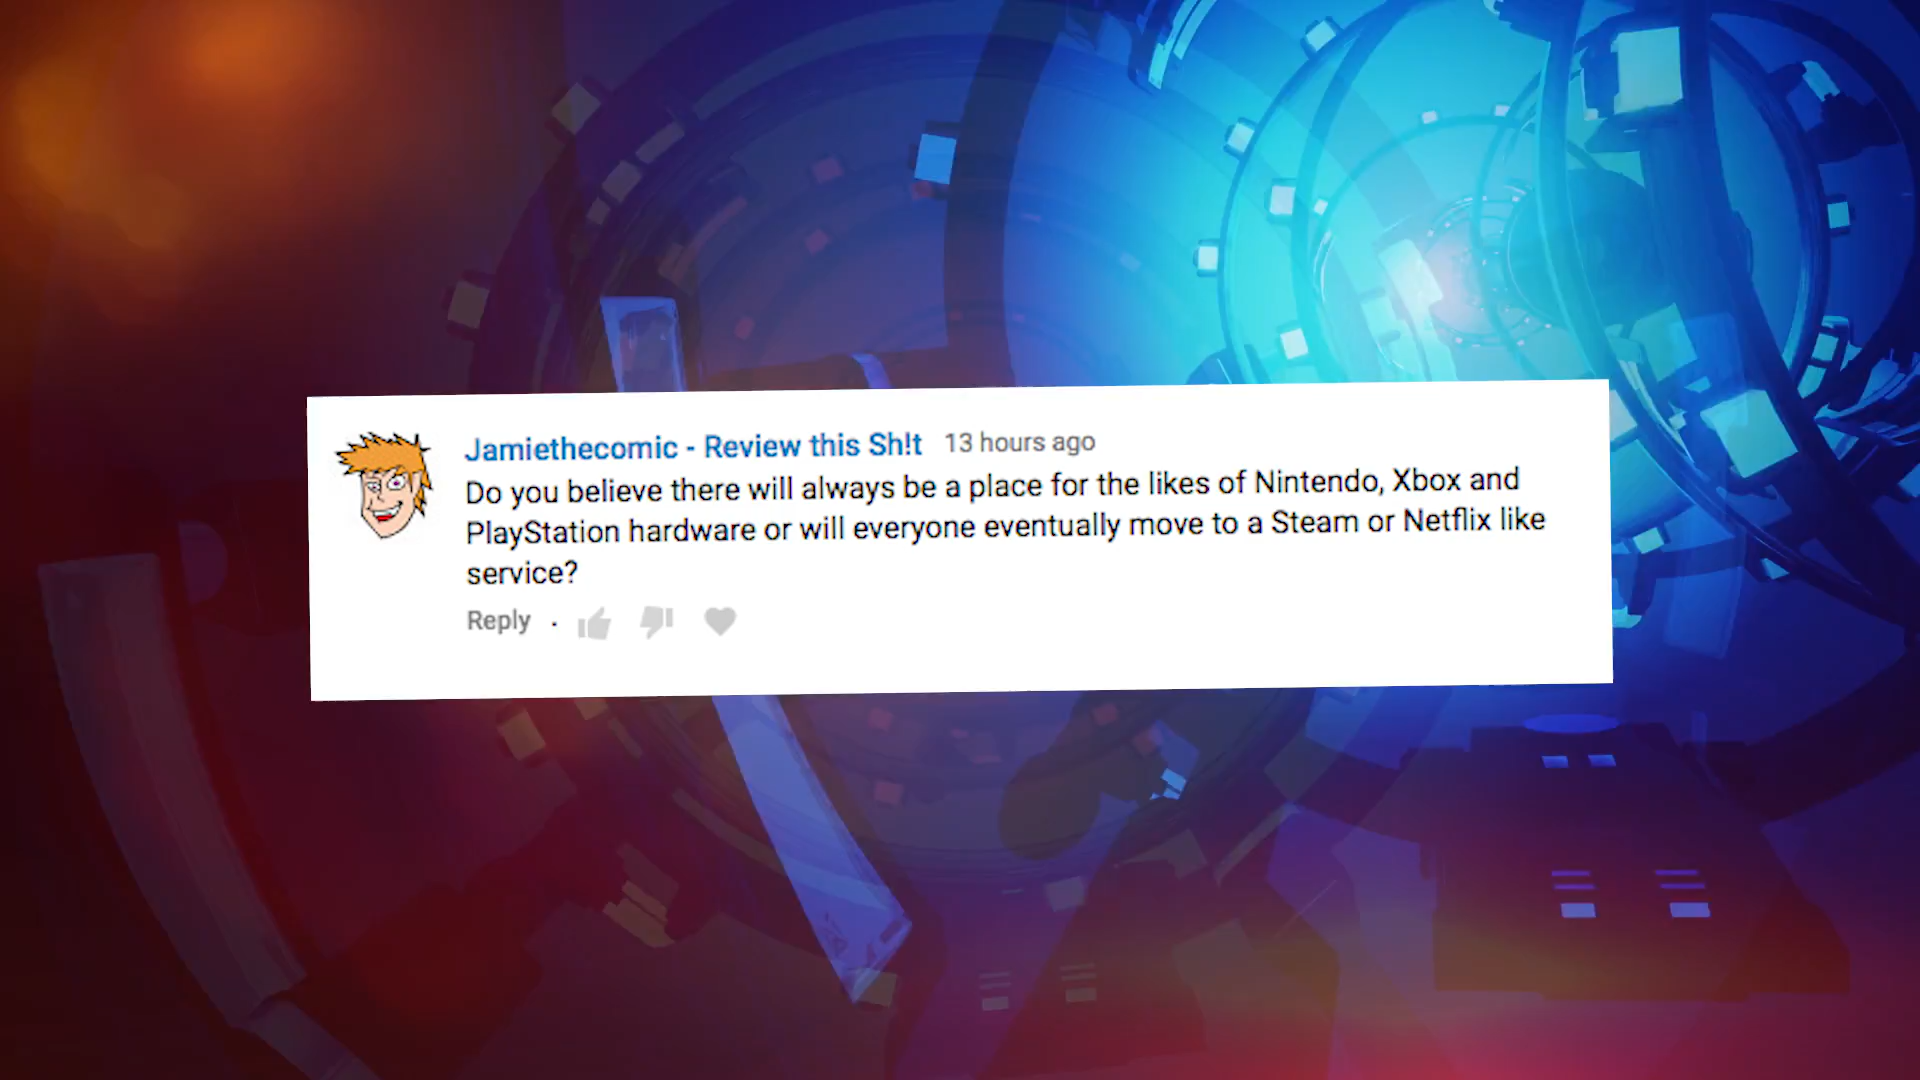 Jamiethecomic - Review this Sh!t 13 hours ago
Do you believe there will always be a place for the likes of Nintendo, Xbox and
PlayStation hardware or will everyone eventually move to a Steam or Netflix like
service?
Reply ·